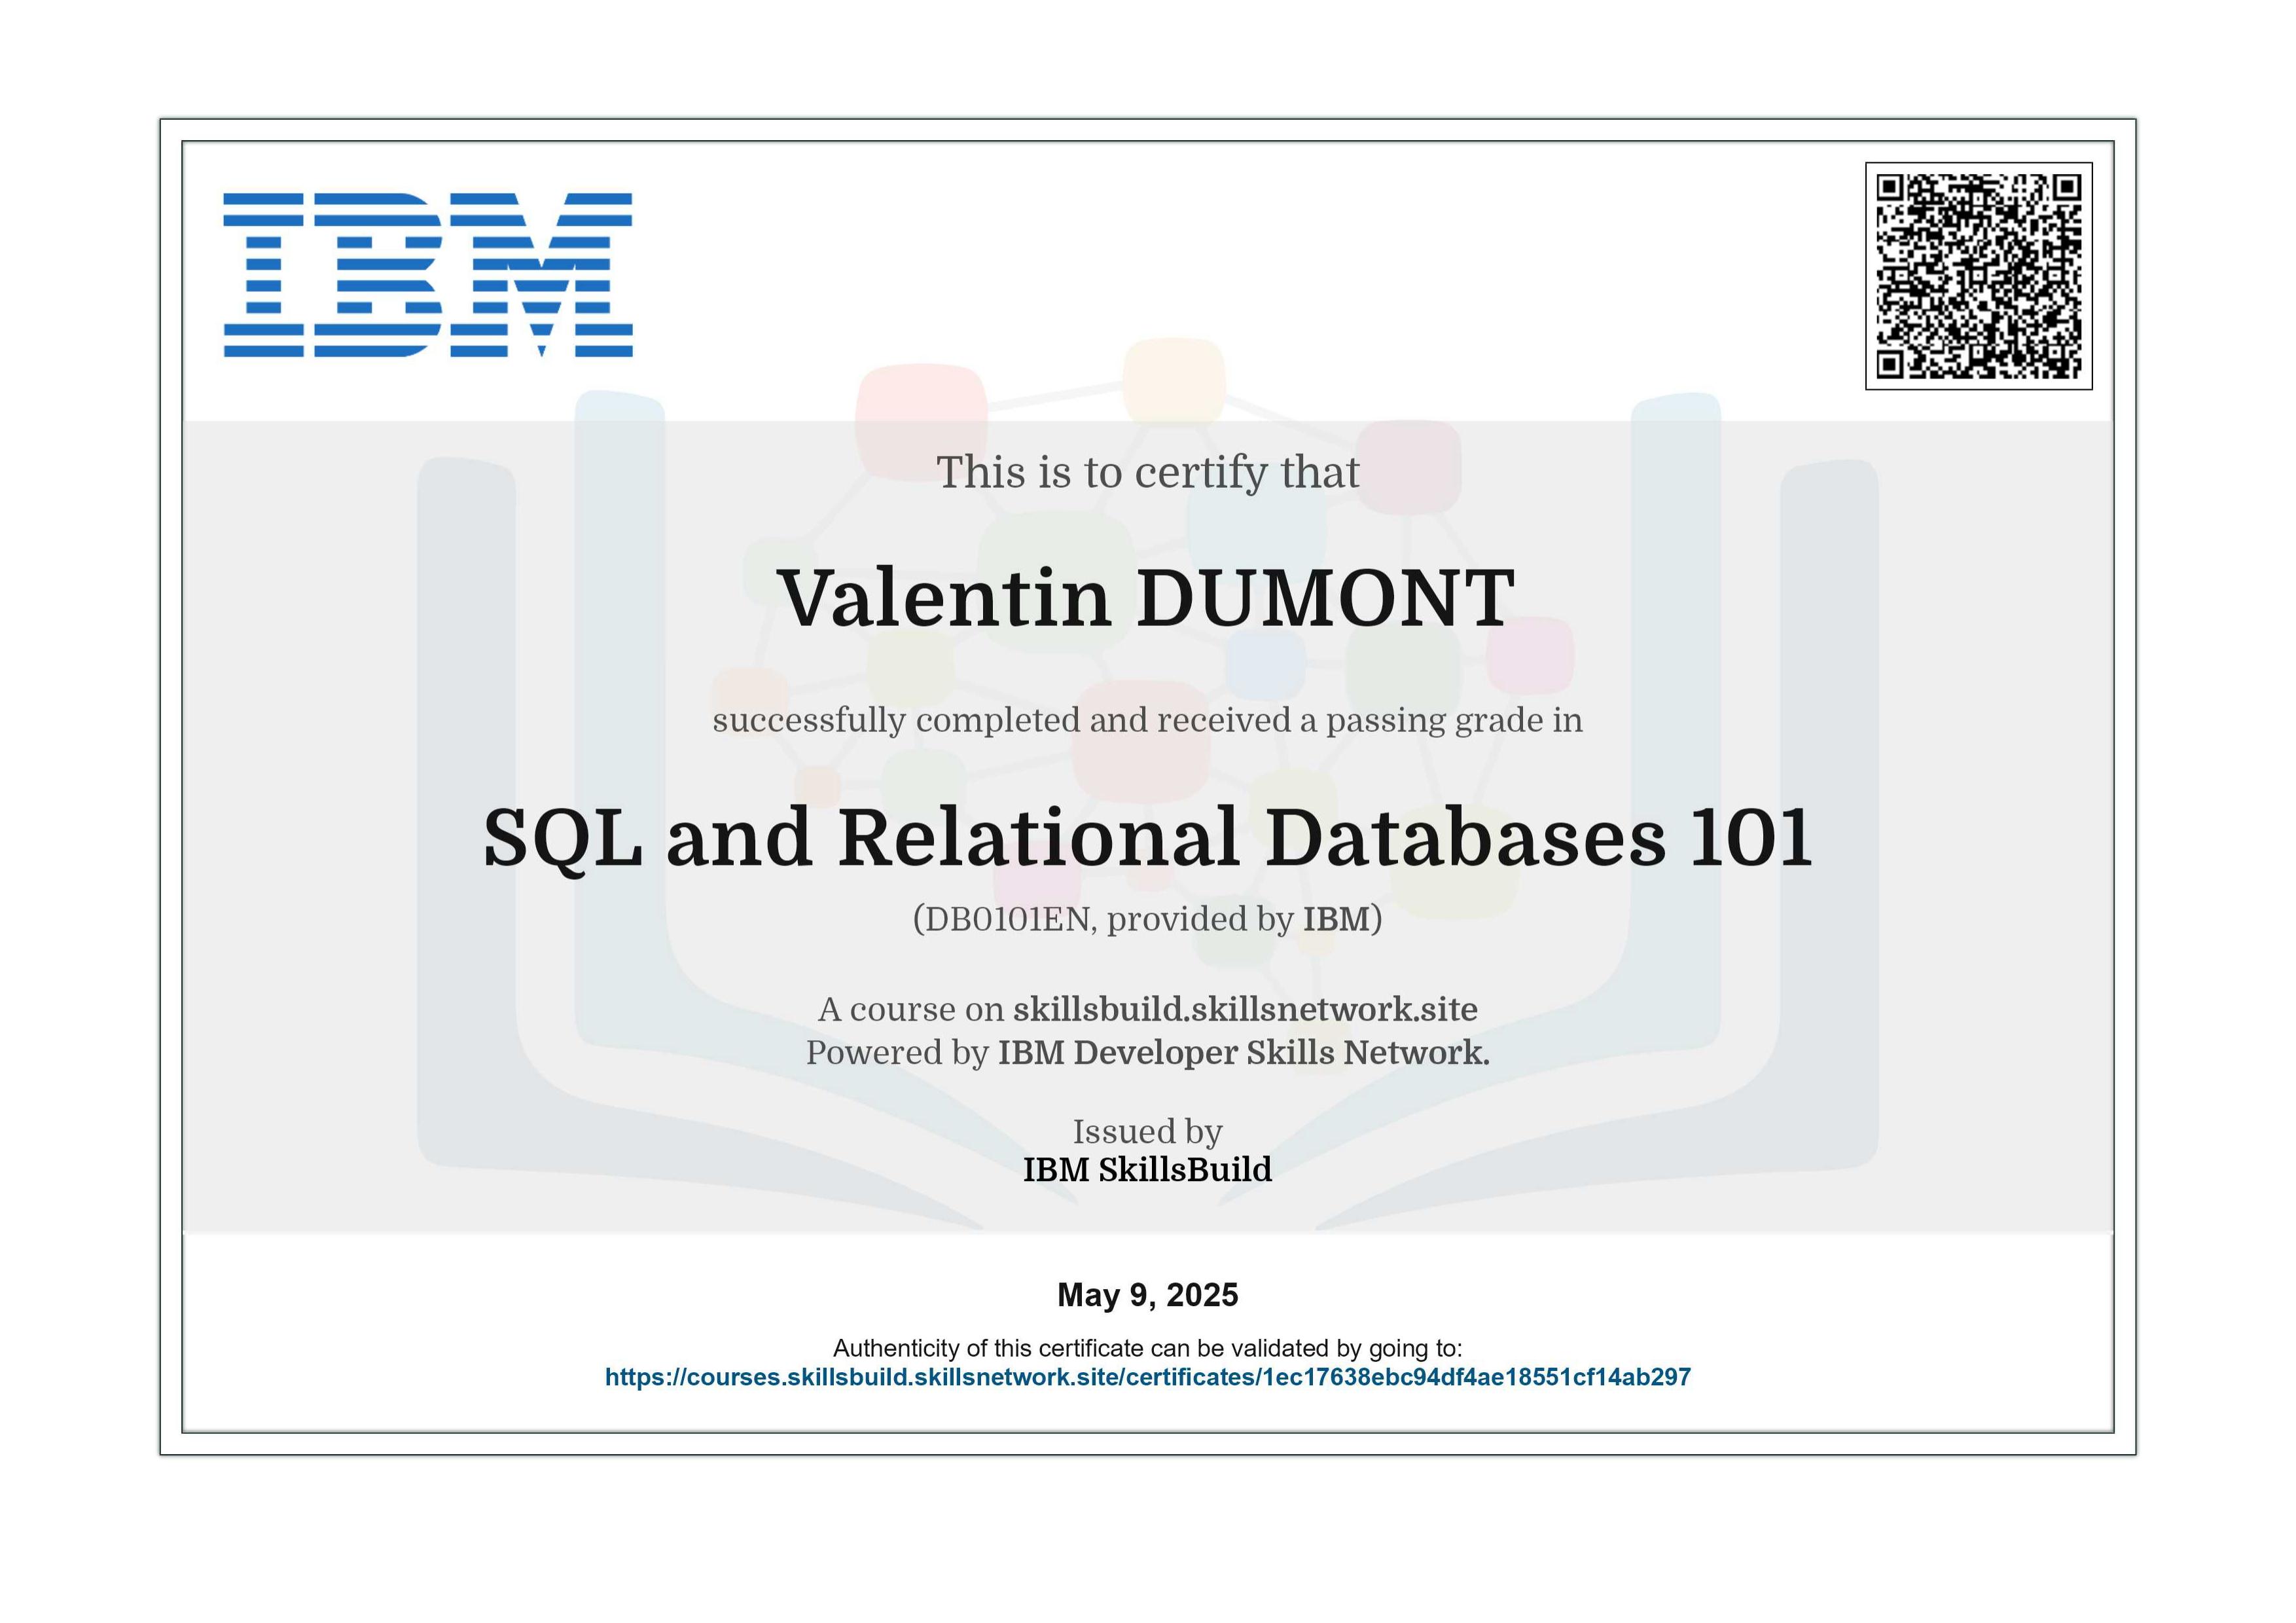 IBM
This is to certify that
Valentin DUMONT
successfully completed and received a passing grade in
SQL and Relational Databases 101
(DB0101EN, provided by IBM)
A course on skillsbuild.skillsnetwork.site
Powered by IBM Developer Skills Network.
Issued by
IBM SkillsBuild
May 9, 2025
Authenticity of this certificate can be validated by going to:
https://courses.skillsbuild.skillsnetwork.site/certificates/1ec17638ebc94df4ae18551cf14ab297